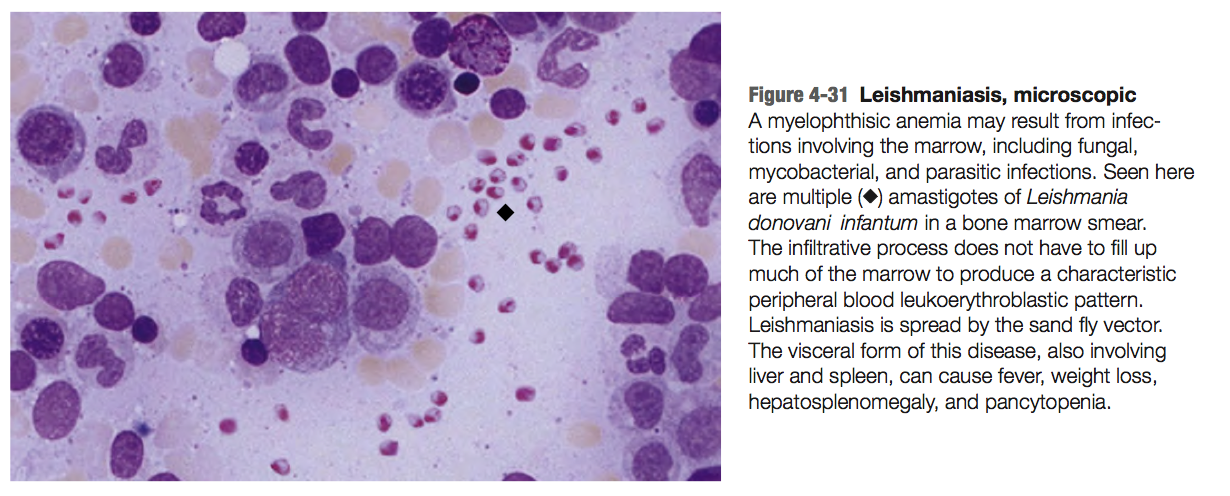 Figure 4-31 Leishmaniasis, microscopic
A myelophthisic anemia may result from infec-
tions involving the marrow, including fungal,
mycobacterial, and parasitic infections. Seen here
are multiple (◆) amastigotes of Leishmania
donovani infantum in a bone marrow smear.
The infiltrative process does not have to fill up
much of the marrow to produce a characteristic
peripheral blood leukoerythroblastic pattern.
Leishmaniasis is spread by the sand fly vector.
The visceral form of this disease, also involving
liver and spleen, can cause fever, weight loss,
hepatosplenomegaly, and pancytopenia.